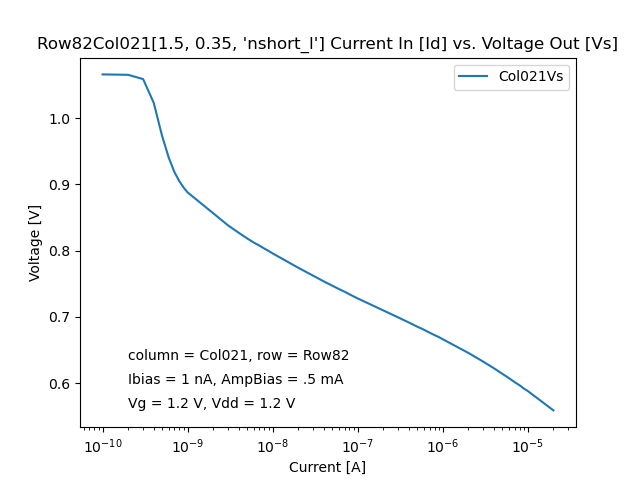 Row82Col021[1.5, 0.35, 'nshort_l'] Current In [Id] vs. Voltage Out [Vs]
Col021Vs
1.0
0.9
0.8
0.7
0.6
Voltage [V]
column = Col021, row = Row82
Ibias = 1 nA, AmpBias = .5 mA
Vg = 1.2 V, Vdd = 1.2 V
10⁻¹⁰ 10⁻⁹ 10⁻⁸ 10⁻⁷ 10⁻⁶ 10⁻⁵
Current [A]